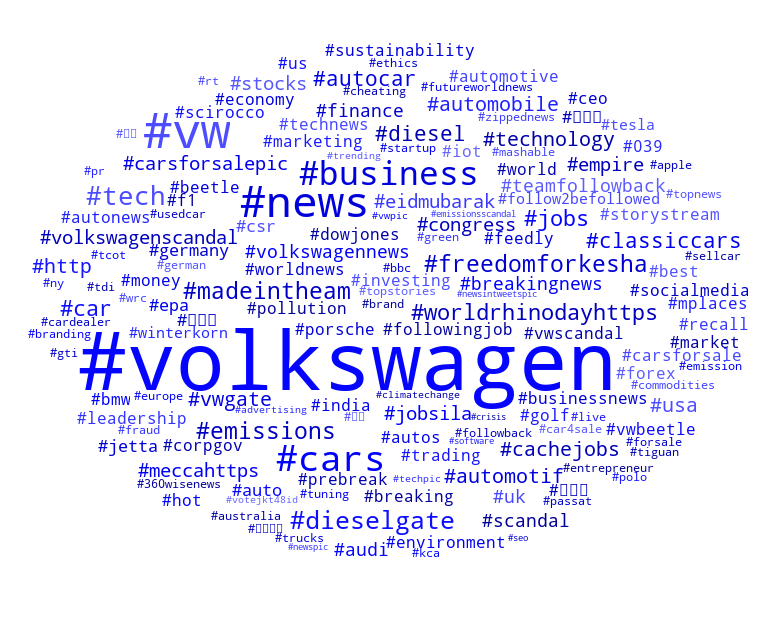 #sustainability
#us #ethics
#rt #stocks #autocar #automotive
#cheating #futureworldnews
#economy #finance #automobile #ceo
#scirocco #zippednews
#vw #technews #diesel #technology #tesla
#marketing #startup #iot #mashable #039
#carsforsalepic #trending #world #empire #apple
#pr #business
#tech #beetle #news #eidmubarak #teamfollowback #topnews
#f1 #follow2befollowed
#autonews #usedcar #csr #vwpic #emissionsscandal #congress #jobs #storystream
#volkswagenscandal #dowjones #green #feedly #classiccars
#tcot #germany #volkswagennews #sellcar
#http #german #worldnews #bbc #freedomforkesha #best
#ny #tdi #money #investing #breakingnews #socialmedia
#wrc #madeintheam #topstories #newsintweetspic
#car #epa #pollution #brand #worldrhinodayhttps #mplaces
#cardealer #recall
#branding #winterkorn #porsche #followingjob #vwscandal #market
#gti #volkswagen #carsforsale #emission
#forex #commodities
#bmw #europe #vwgate #climatechange #businessnews
#leadership #advertising #india #jobsila #crisis #golf #live #usa
#fraud #emissions #autos #followback #car4sale #vwbeetle
#jetta #corpgov #software #cachejobs #forsale
#cars #trading #tiguan
#meccahttps #prebreak #techpic #automotif #entrepreneur #polo
#360wisenews
#hot #auto #tuning #breaking #uk #passat
#votejkt48id
#australia #dieselgate #scandal
#trucks #environment #seo
#newspic #audi #kca